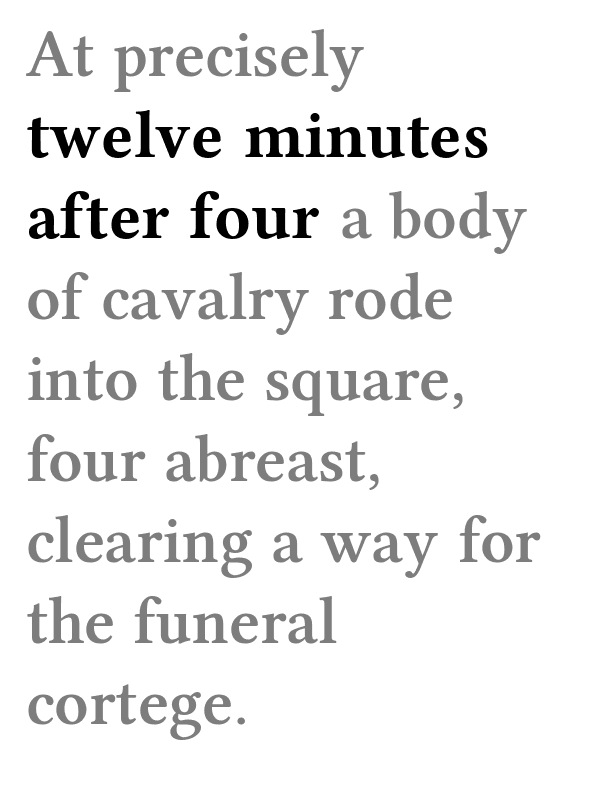 At precisely
twelve minutes
after four a body
of cavalry rode
into the square,
four abreast,
clearing a way for
the funeral
cortege.